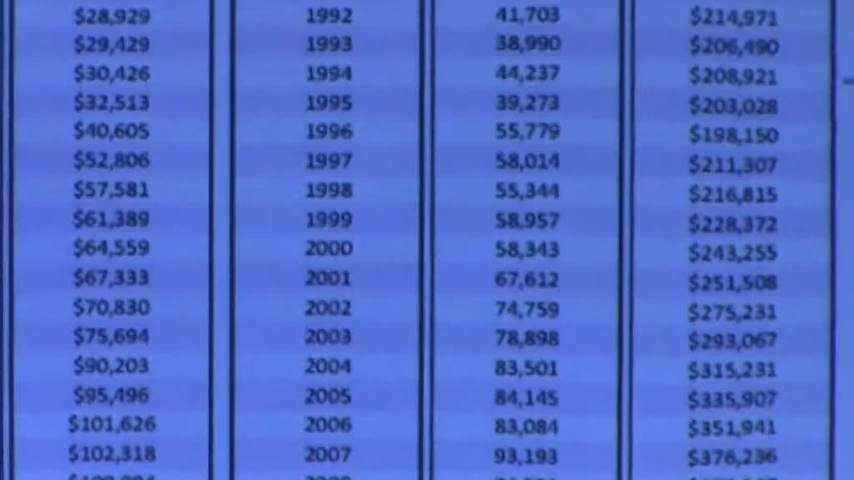 $28,929 1992 41,703 $214,971
$29,429 1993 38,990 $206,490
$30,426 1994 44,237 $208,921
$32,513 1995 39,273 $203,028
$40,605 1996 55,779 $198,150
$52,806 1997 58,014 $211,307
$57,581 1998 55,344 $216,815
$61,389 1999 58,957 $228,372
$64,559 2000 58,343 $243,255
$67,333 2001 67,612 $251,508
$70,830 2002 74,759 $275,231
$75,694 2003 78,898 $293,067
$90,203 2004 83,501 $315,231
$95,496 2005 84,145 $335,907
$101,626 2006 83,084 $351,941
$102,318 2007 93,193 $376,236